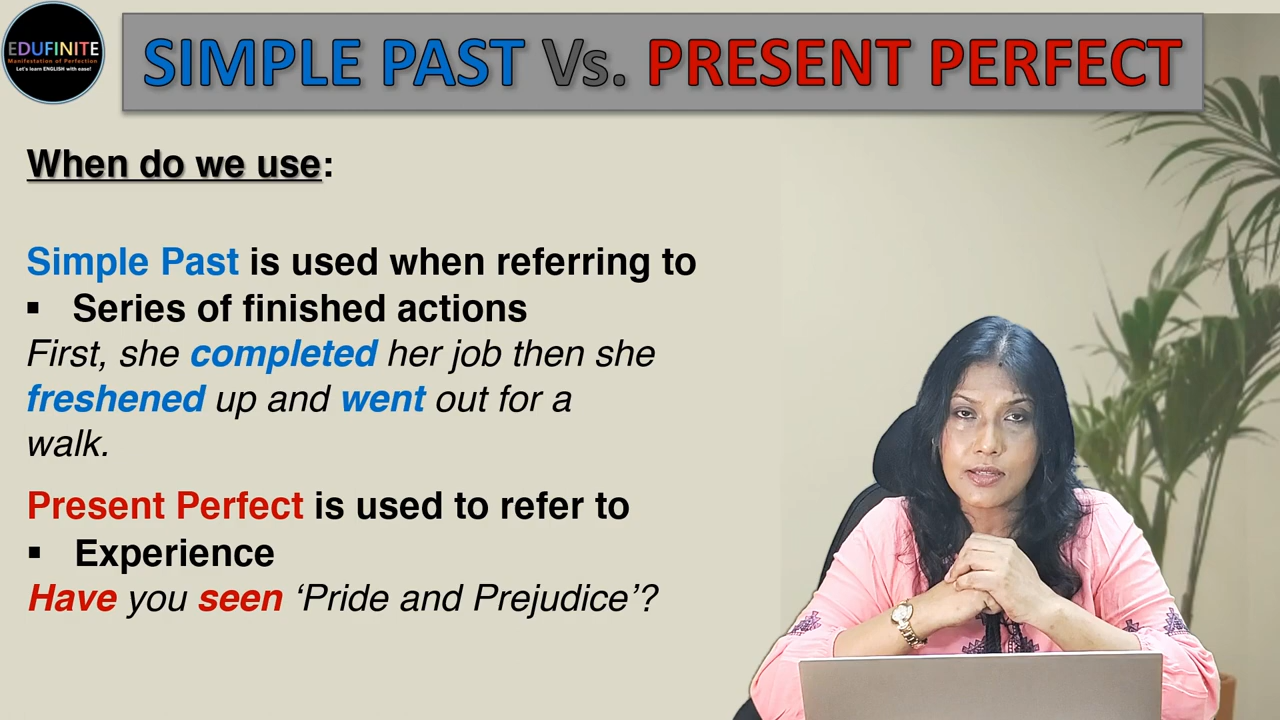 EDUFINITE
Manifestation of Perfection
Let's learn ENGLISH with ease!
SIMPLE PAST Vs. PRESENT PERFECT
When do we use:
Simple Past is used when referring to
▪ Series of finished actions
First, she completed her job then she
freshened up and went out for a
walk.
Present Perfect is used to refer to
▪ Experience
Have you seen ‘Pride and Prejudice’?